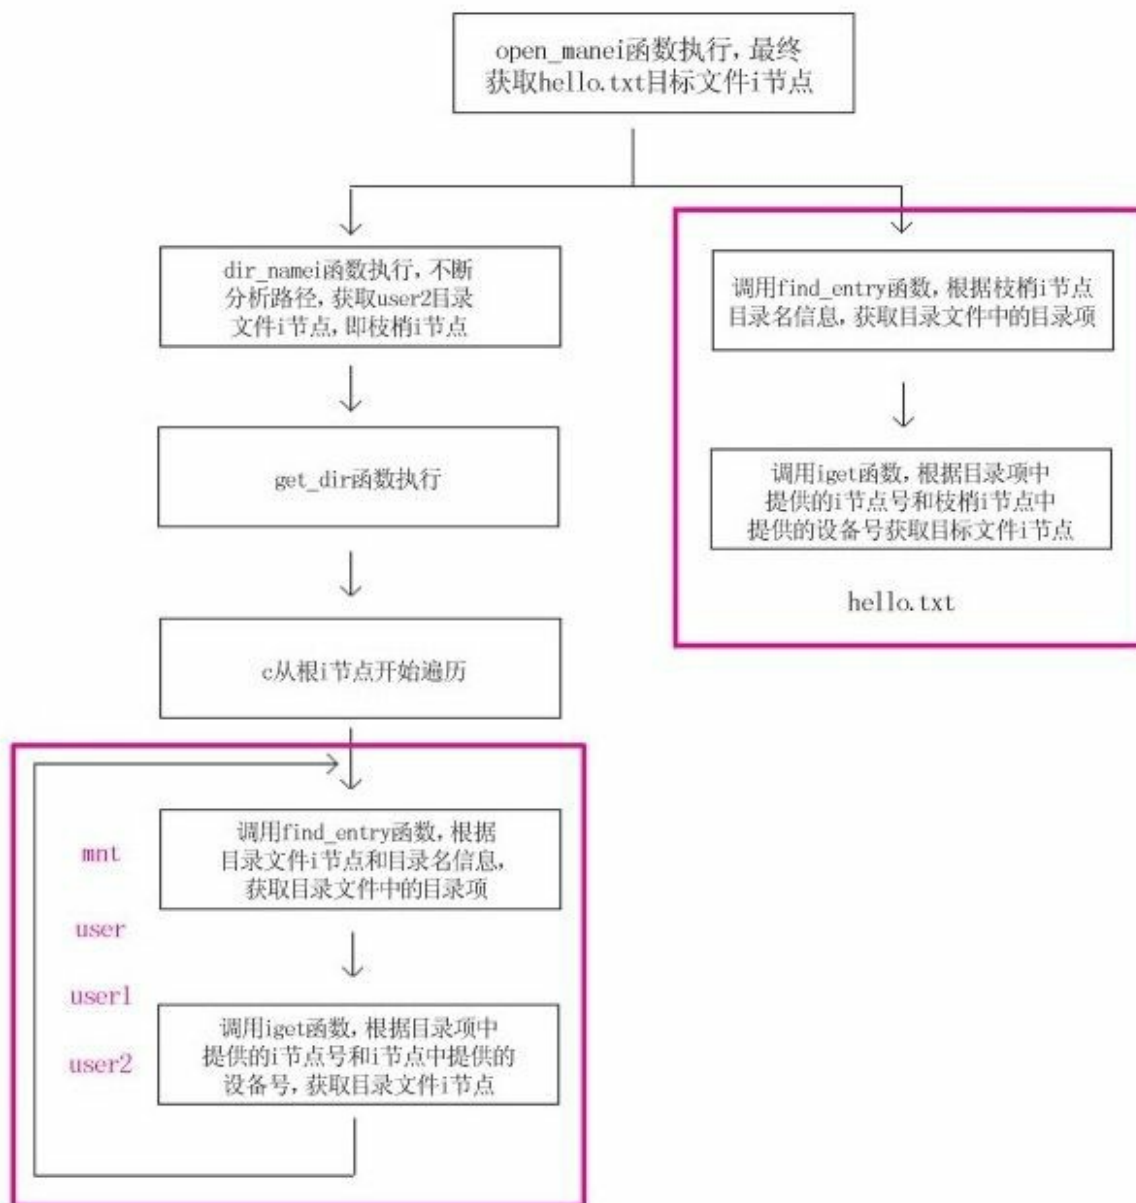 open_manei函数执行，最终
获取hello.txt目标文件i节点
dir_namei函数执行，不断
分析路径，获取user2目录
文件i节点，即枝梢i节点
get_dir函数执行
c从根i节点开始遍历
mnt
user
user1
user2
调用find_entry函数，根据
目录文件i节点和目录名信息，
获取目录文件中的目录项
调用iget函数，根据目录项中
提供的i节点号和i节点中提供的
设备号，获取目录文件i节点
调用find_entry函数，根据枝梢i节点
目录名信息，获取目录文件中的目录项
调用iget函数，根据目录项中
提供的i节点号和枝梢i节点中
提供的设备号获取目标文件i节点
hello.txt